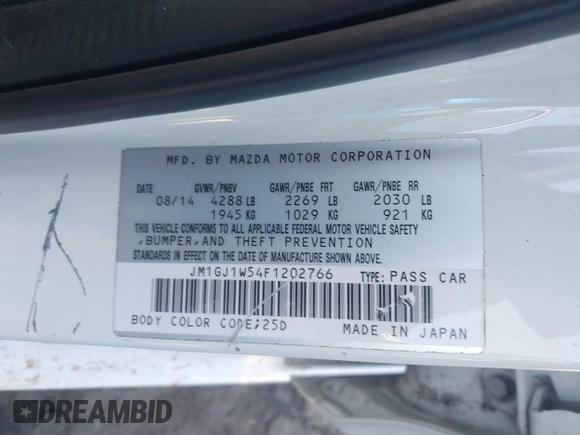 MFD. BY MAZDA MOTOR CORPORATION
DATE GVWR/PNBV GAWR/PNBE FRT GAWR/PNBE RR
08/14 4288 LB 2269 LB 2030 LB
1945 KG 1029 KG 921 KG
THIS VEHICLE CONFORMS TO ALL APPLICABLE FEDERAL MOTOR VEHICLE SAFETY
,BUMPER,AND THEFT PREVENTION
STANDARDS IN EFFECT ON THE DATE OF MANUFACTURE SHOWN ABOVE.
JM1GJ1W54F1202766 TYPE: PASS CAR
BODY COLOR CODE;25D MADE IN JAPAN
DREAMBID